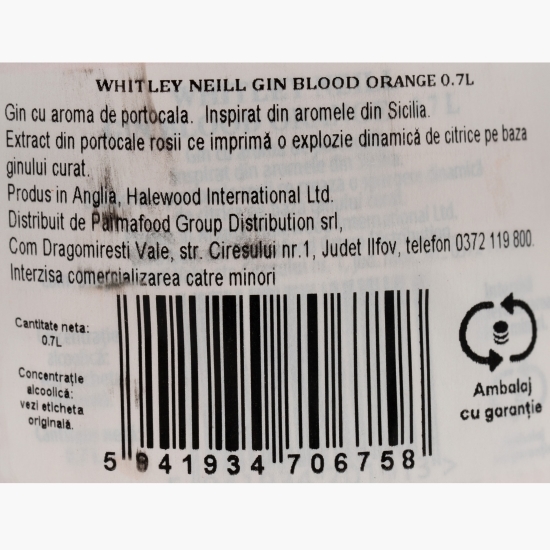 WHITLEY NEILL GIN BLOOD ORANGE 0.7L
Gin cu aroma de portocala. Inspirat din aromele din Sicilia.
Extract din portocale rosii ce imprimă o explozie dinamică de citrice pe baza
ginului curat.
Produs in Anglia, Halewood International Ltd.
Distribuit de Palmafood Group Distribution srl,
Com Dragomiresti Vale, str. Ciresului nr.1, Judet Ilfov, telefon 0372 119 800.
Interzisa comercializarea catre minori
Cantitate neta:
0.7L
Concentrație
alcoolică:
vezi eticheta
originală.
Ambalaj
cu garanție
5 941934 706758